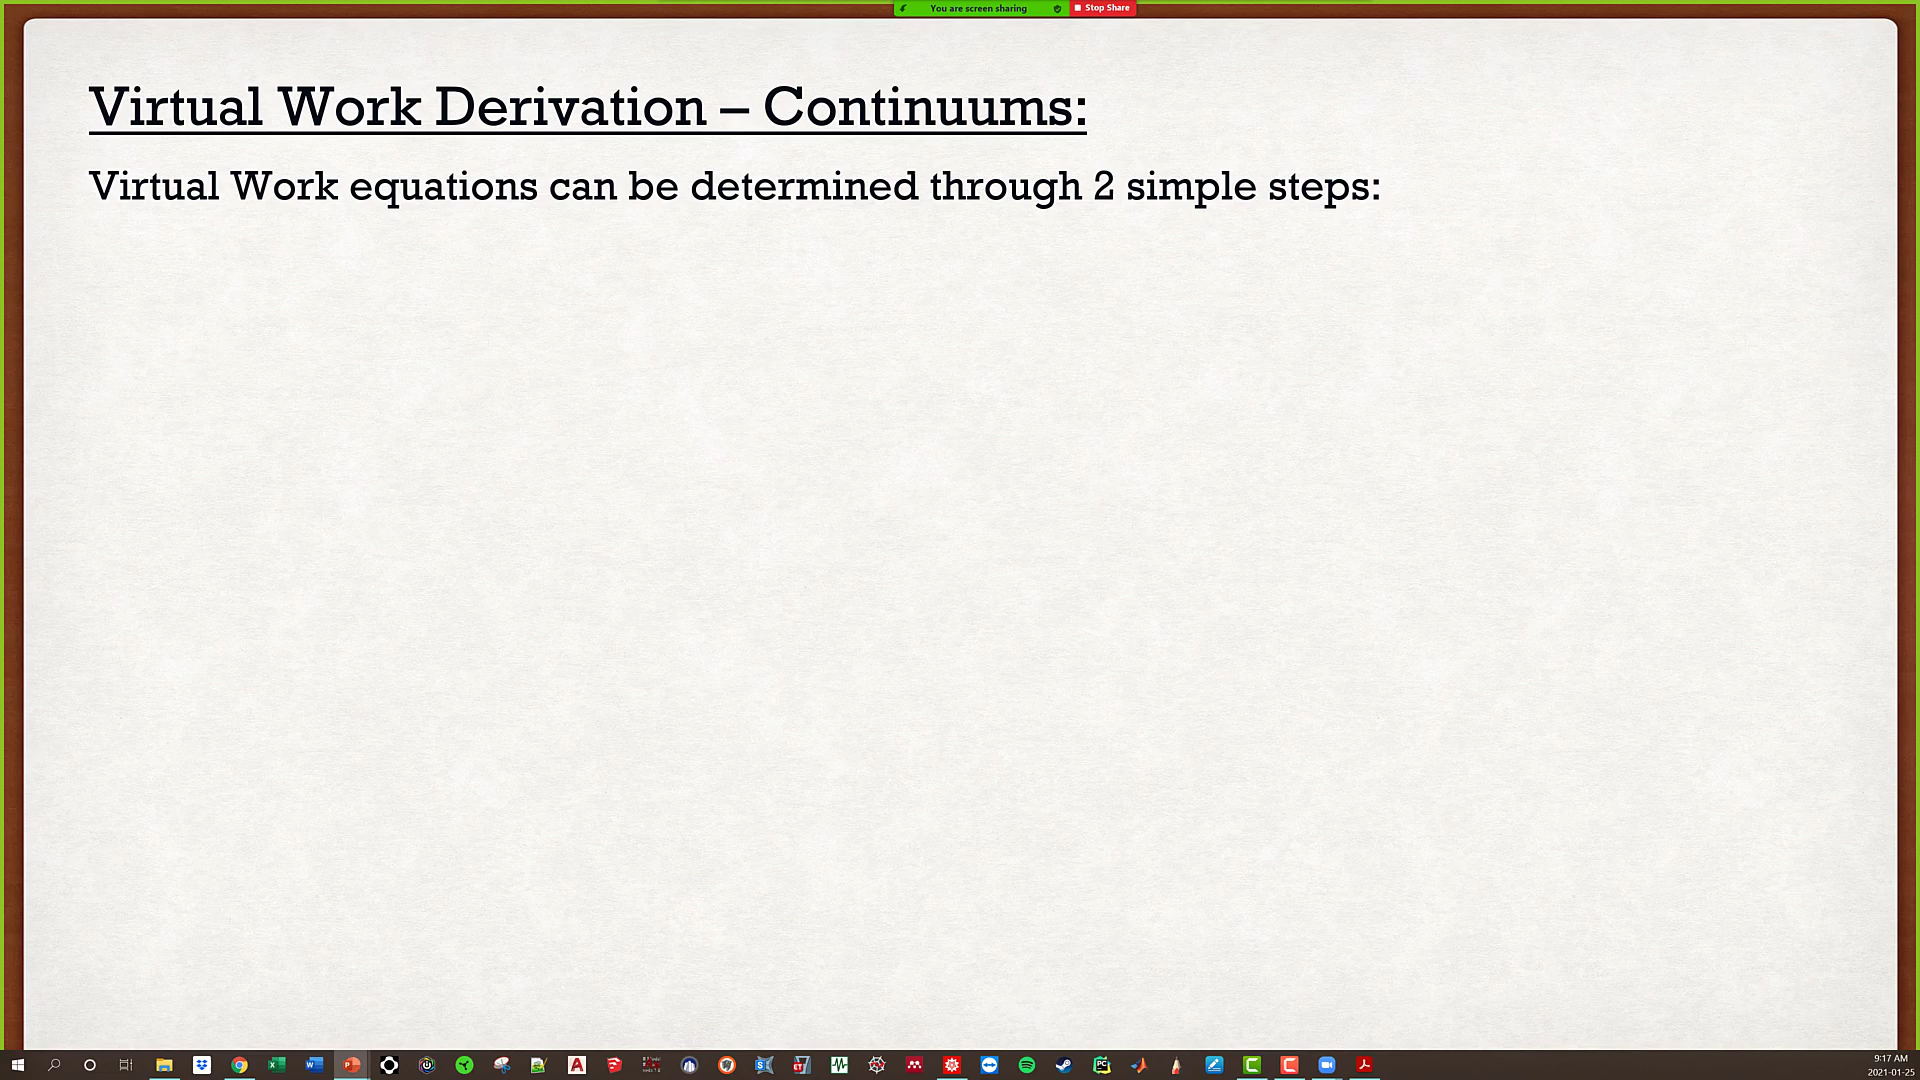 You are screen sharing Stop Share
Virtual Work Derivation – Continuums:
Virtual Work equations can be determined through 2 simple steps:
9:17 AM
2021-01-25